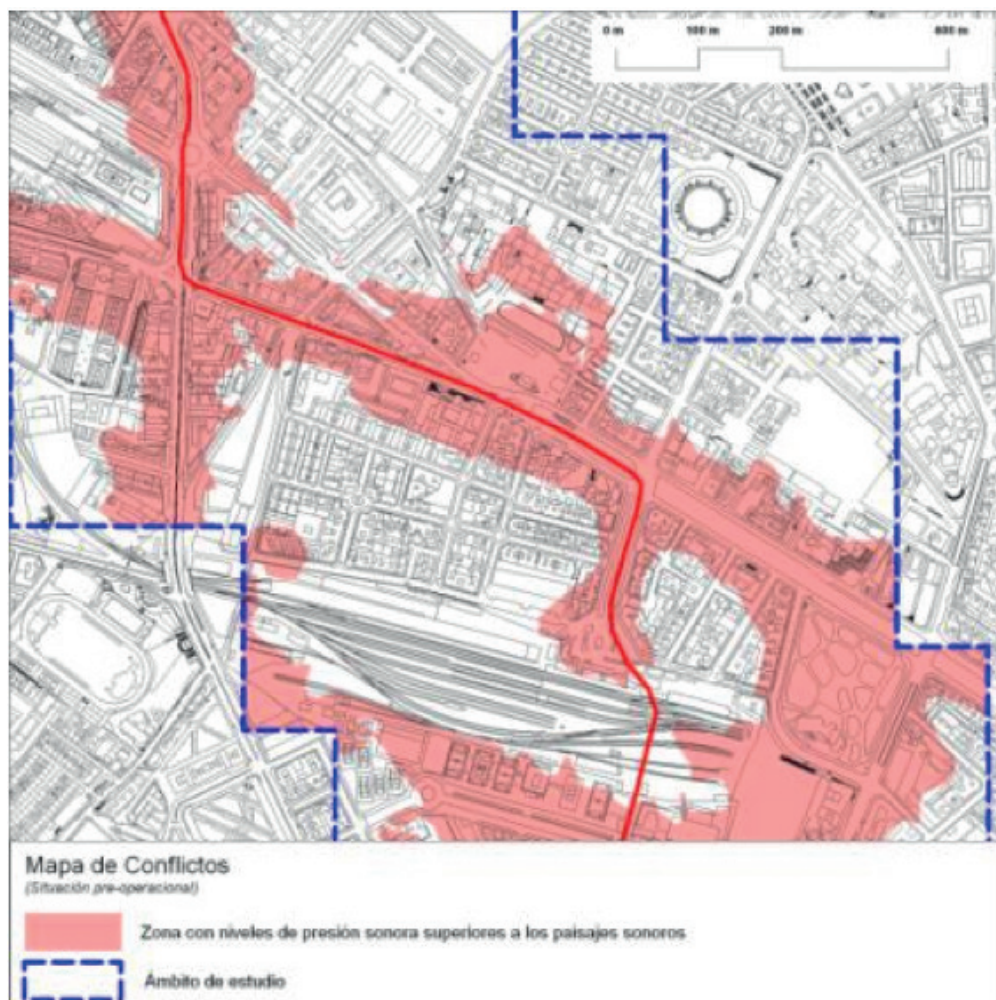 0 m 100 m 200 m 400 m
Mapa de Conflictos
(Situación pre-operacional)
Zona con niveles de presión sonora superiores a los paisajes sonoros
Ámbito de estudio